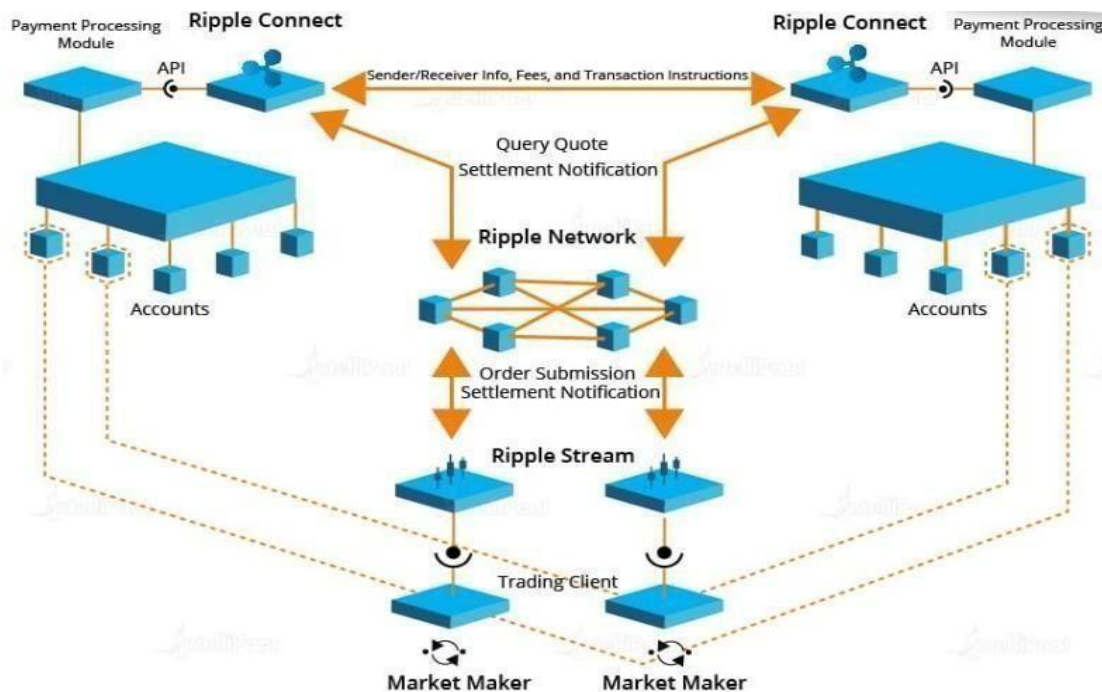 Ripple Connect
Payment Processing
Module
API
Sender/Receiver Info, Fees, and Transaction Instructions
Ripple Connect
Payment Processing
Module
API
Query Quote
Settlement Notification
Ripple Network
Accounts
Accounts
Order Submission
Settlement Notification
Ripple Stream
Trading Client
Market Maker
Market Maker